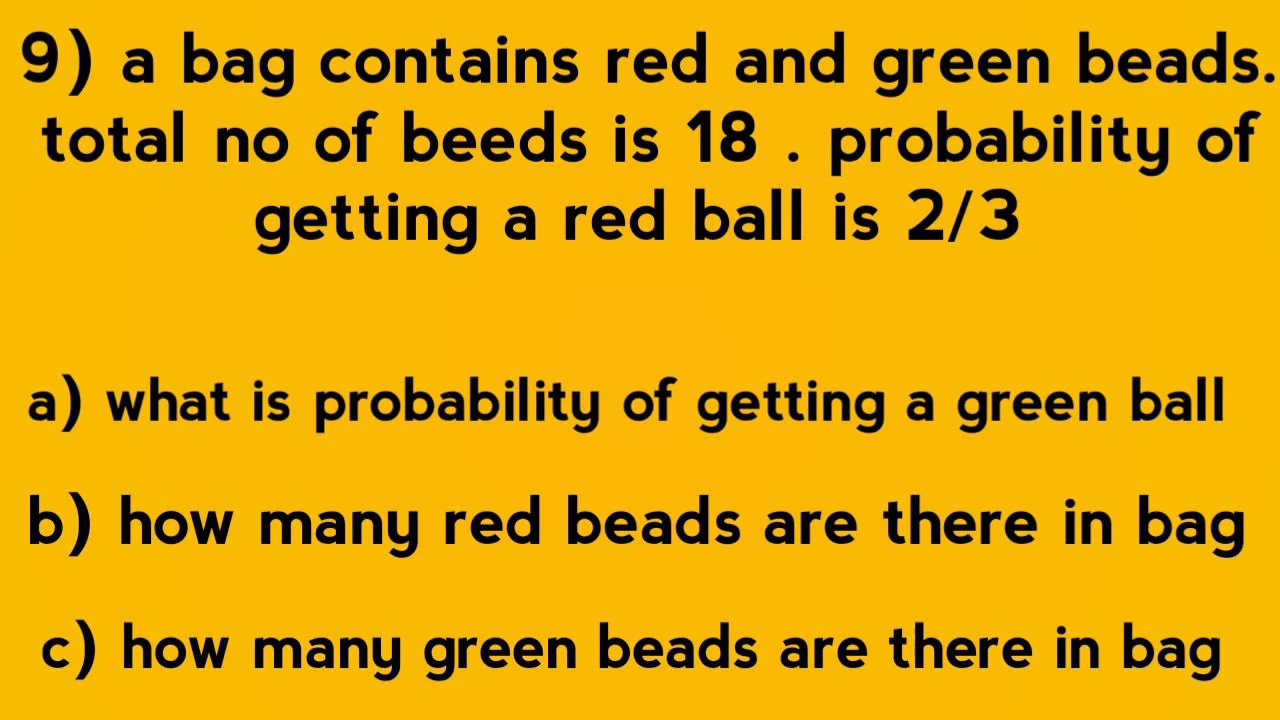 9) a bag contains red and green beads.
total no of beeds is 18 . probability of
getting a red ball is 2/3
a) what is probability of getting a green ball
b) how many red beads are there in bag
c) how many green beads are there in bag